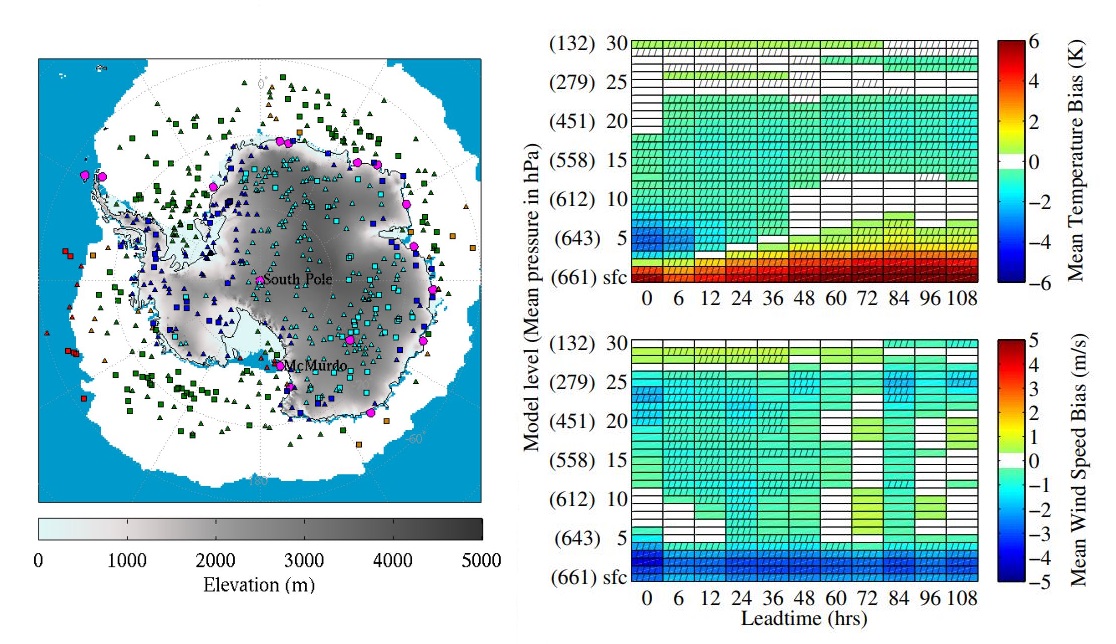 0
South Pole
McMurdo
-60°
180
0 1000 2000 3000 4000 5000
Elevation (m)
Model level (Mean pressure in hPa)
(132) 30
(279) 25
(451) 20
(558) 15
(612) 10
(643) 5
(661) sfc
0 6 12 24 36 48 60 72 84 96 108
6
4
2
0
−2
−4
−6
Mean Temperature Bias (K)
(132) 30
(279) 25
(451) 20
(558) 15
(612) 10
(643) 5
(661) sfc
0 6 12 24 36 48 60 72 84 96 108
Leadtime (hrs)
5
4
3
2
1
0
−1
−2
−3
−4
−5
Mean Wind Speed Bias (m/s)